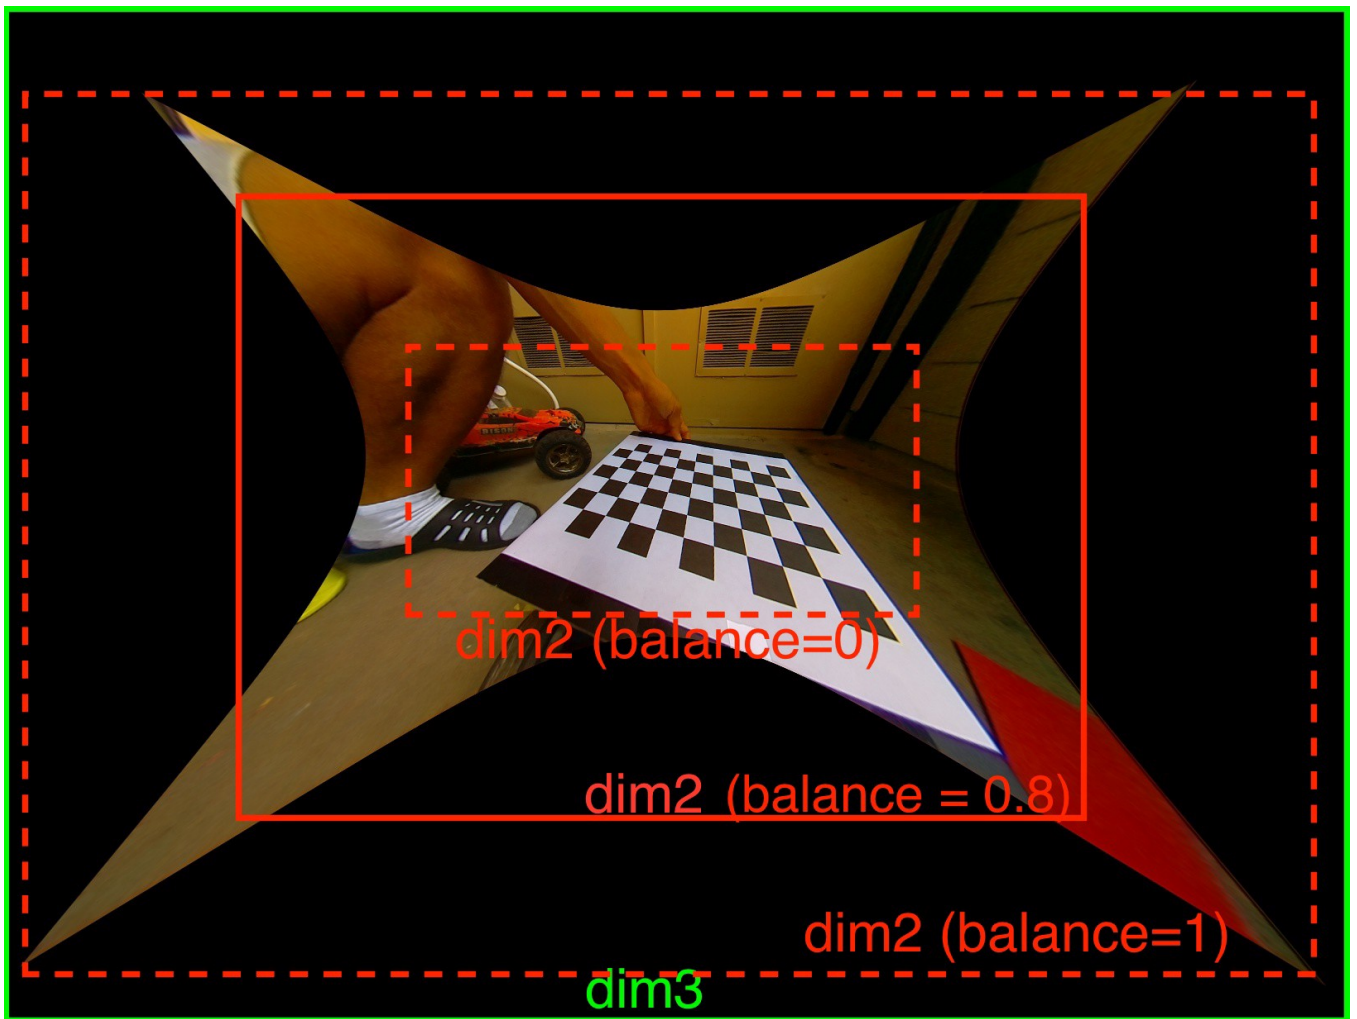 dim2 (balance=0)
dim2 (balance = 0.8)
dim2 (balance=1)
dim3